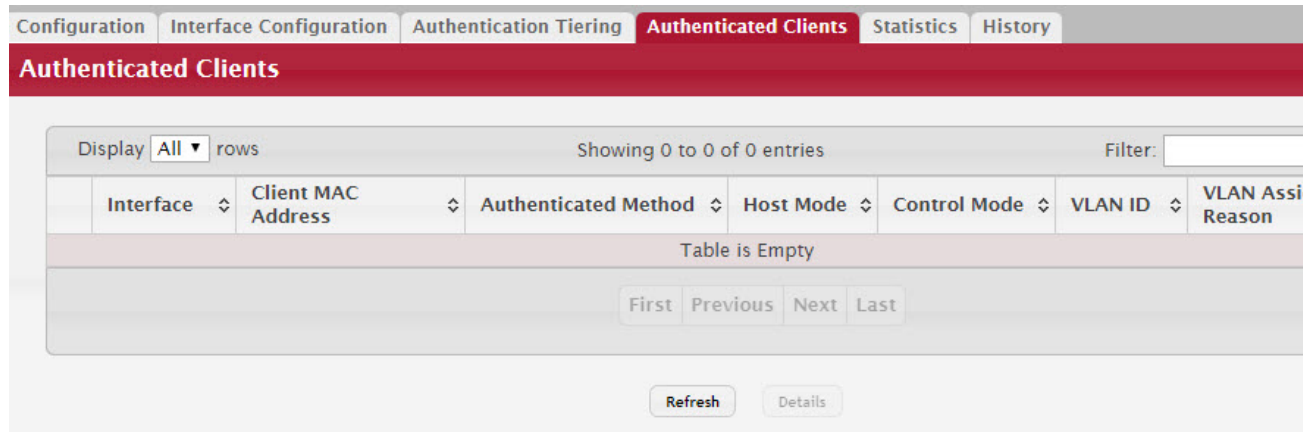 Configuration Interface Configuration Authentication Tiering Authenticated Clients Statistics History
Authenticated Clients
Display All rows Showing 0 to 0 of 0 entries Filter:
Interface Client MAC Address Authenticated Method Host Mode Control Mode VLAN ID VLAN Assi Reason
Table is Empty
First Previous Next Last
Refresh Details